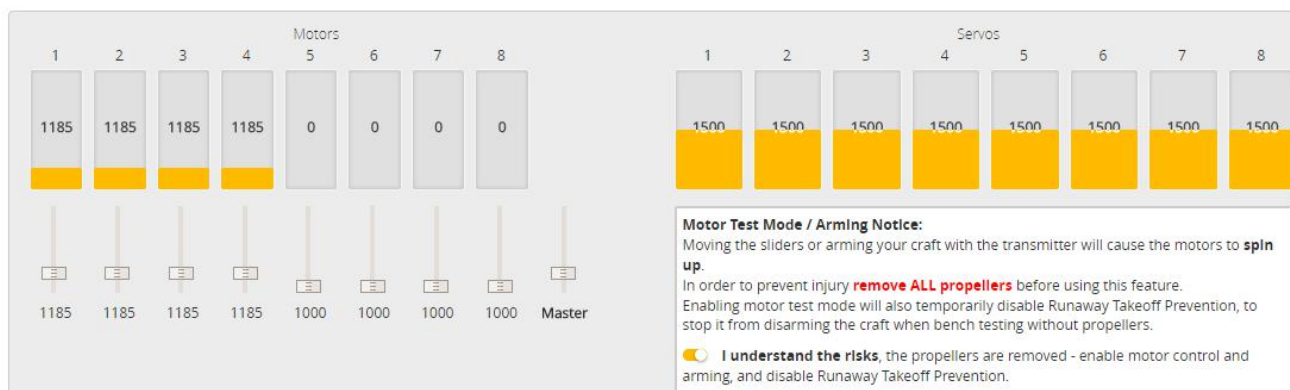 Motors
1 2 3 4 5 6 7 8
1185 1185 1185 1185 0 0 0 0
1185 1185 1185 1185 1000 1000 1000 1000 Master
Servos
1 2 3 4 5 6 7 8
1500 1500 1500 1500 1500 1500 1500 1500
Motor Test Mode / Arming Notice:
Moving the sliders or arming your craft with the transmitter will cause the motors to spin
up.
In order to prevent injury remove ALL propellers before using this feature.
Enabling motor test mode will also temporarily disable Runaway Takeoff Prevention, to
stop it from disarming the craft when bench testing without propellers.
I understand the risks, the propellers are removed - enable motor control and
arming, and disable Runaway Takeoff Prevention.